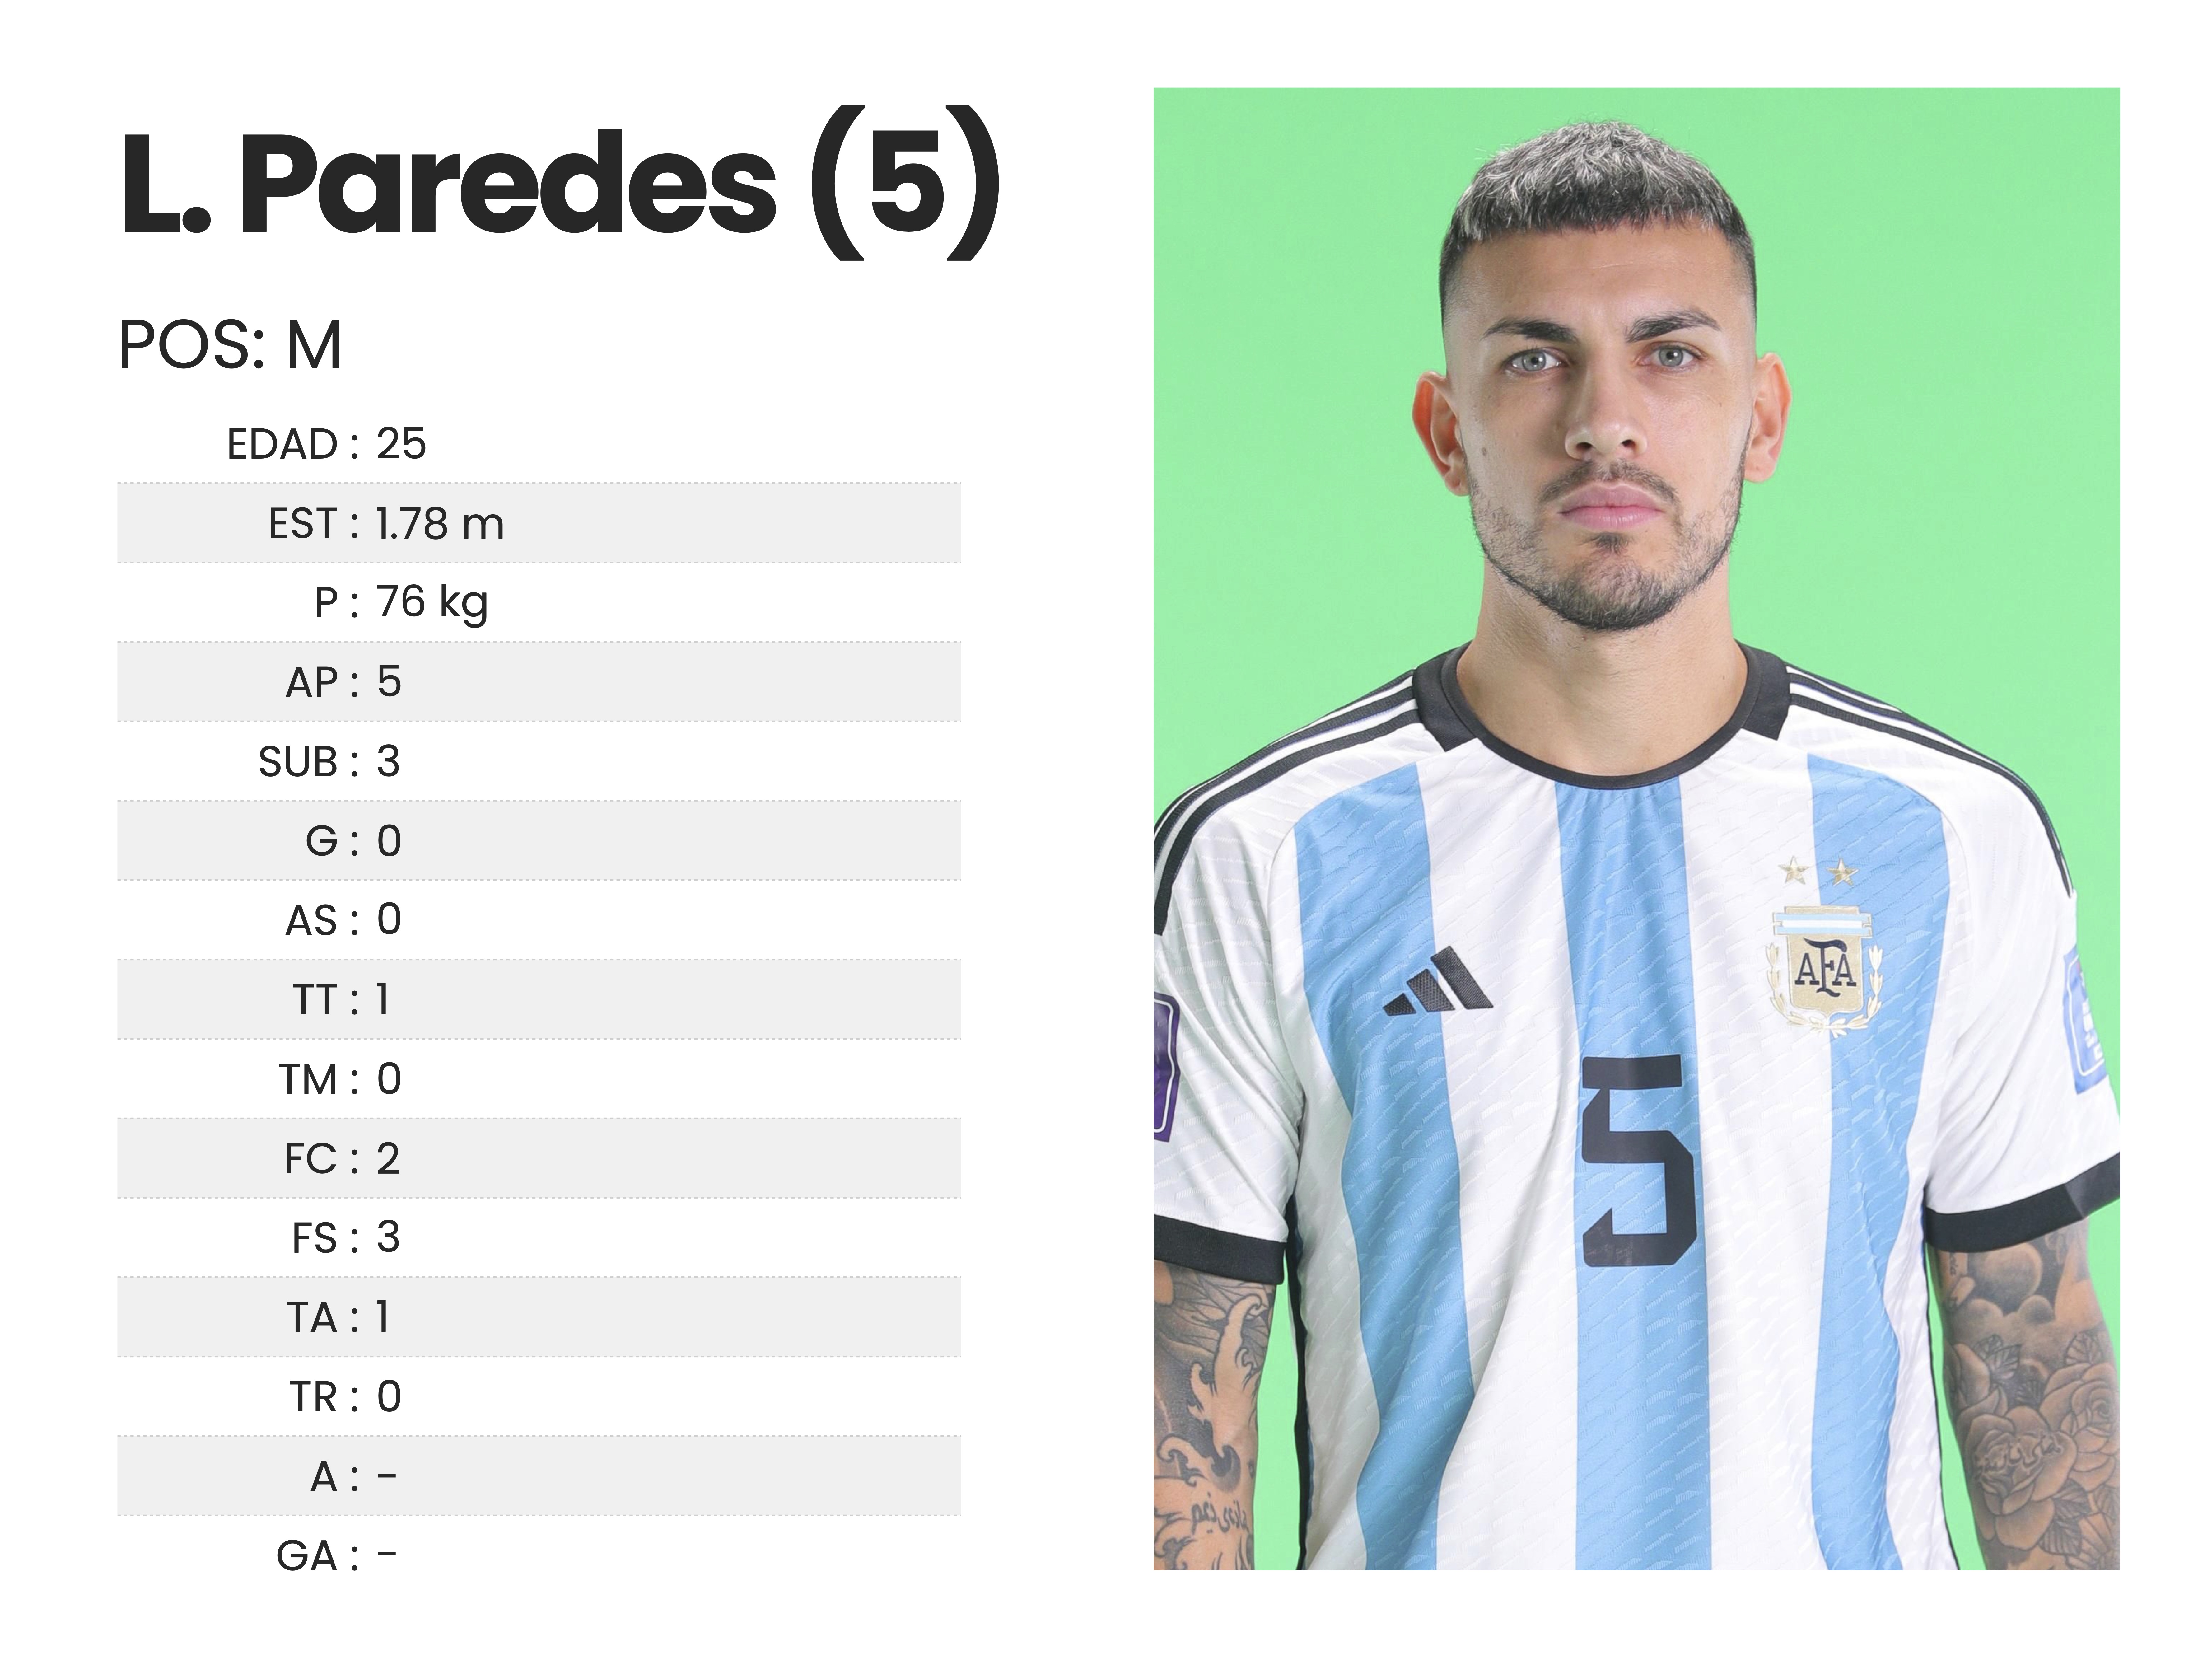 L. Paredes (5)
POS: M
EDAD : 25
EST : 1.78 m
P : 76 kg
AP : 5
SUB : 3
G : 0
AS : 0
TT : 1
TM : 0
FC : 2
FS : 3
TA : 1
TR : 0
A : -
GA : -
AFA
5